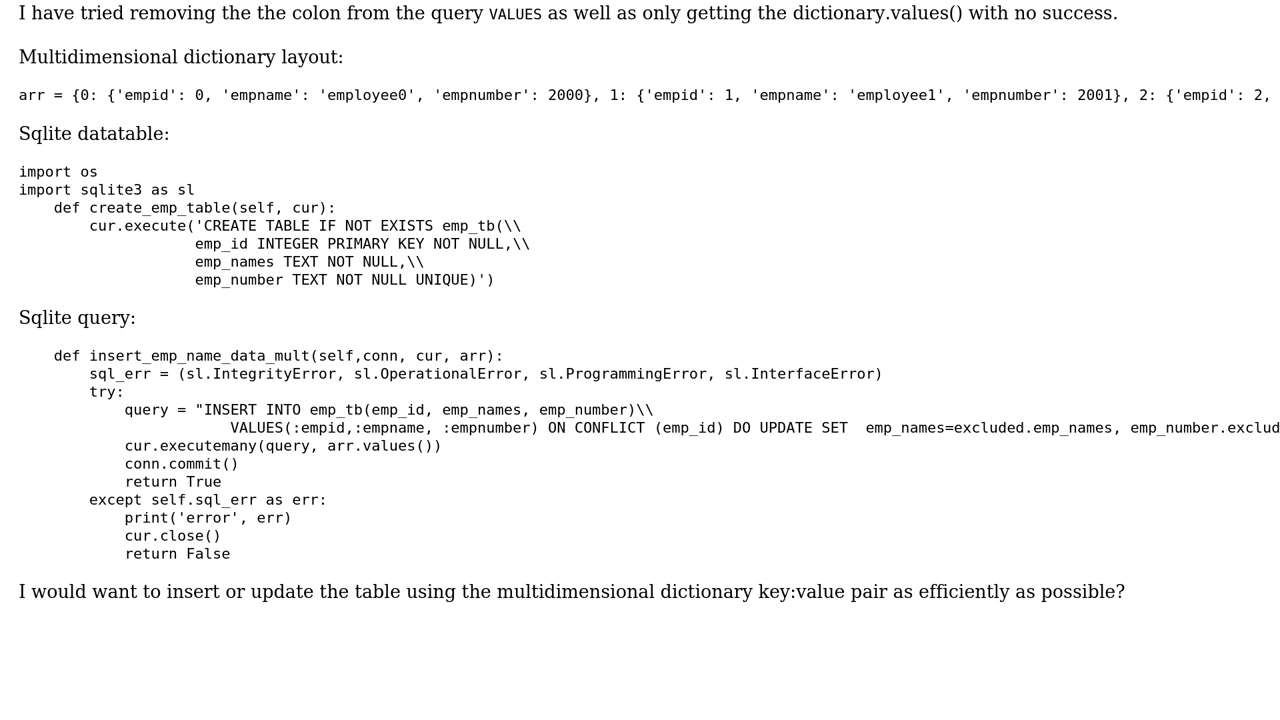 I have tried removing the the colon from the query VALUES as well as only getting the dictionary.values() with no success.
Multidimensional dictionary layout:
arr = {0: {'empid': 0, 'empname': 'employee0', 'empnumber': 2000}, 1: {'empid': 1, 'empname': 'employee1', 'empnumber': 2001}, 2: {'empid': 2,
Sqlite datatable:
import os
import sqlite3 as sl
    def create_emp_table(self, cur):
        cur.execute('CREATE TABLE IF NOT EXISTS emp_tb(\\
                    emp_id INTEGER PRIMARY KEY NOT NULL,\\
                    emp_names TEXT NOT NULL,\\
                    emp_number TEXT NOT NULL UNIQUE)')
Sqlite query:
    def insert_emp_name_data_mult(self,conn, cur, arr):
        sql_err = (sl.IntegrityError, sl.OperationalError, sl.ProgrammingError, sl.InterfaceError)
        try:
            query = "INSERT INTO emp_tb(emp_id, emp_names, emp_number)\\
                        VALUES(:empid,:empname, :empnumber) ON CONFLICT (emp_id) DO UPDATE SET  emp_names=excluded.emp_names, emp_number.exclud
            cur.executemany(query, arr.values())
            conn.commit()
            return True
        except self.sql_err as err:
            print('error', err)
            cur.close()
            return False
I would want to insert or update the table using the multidimensional dictionary key:value pair as efficiently as possible?